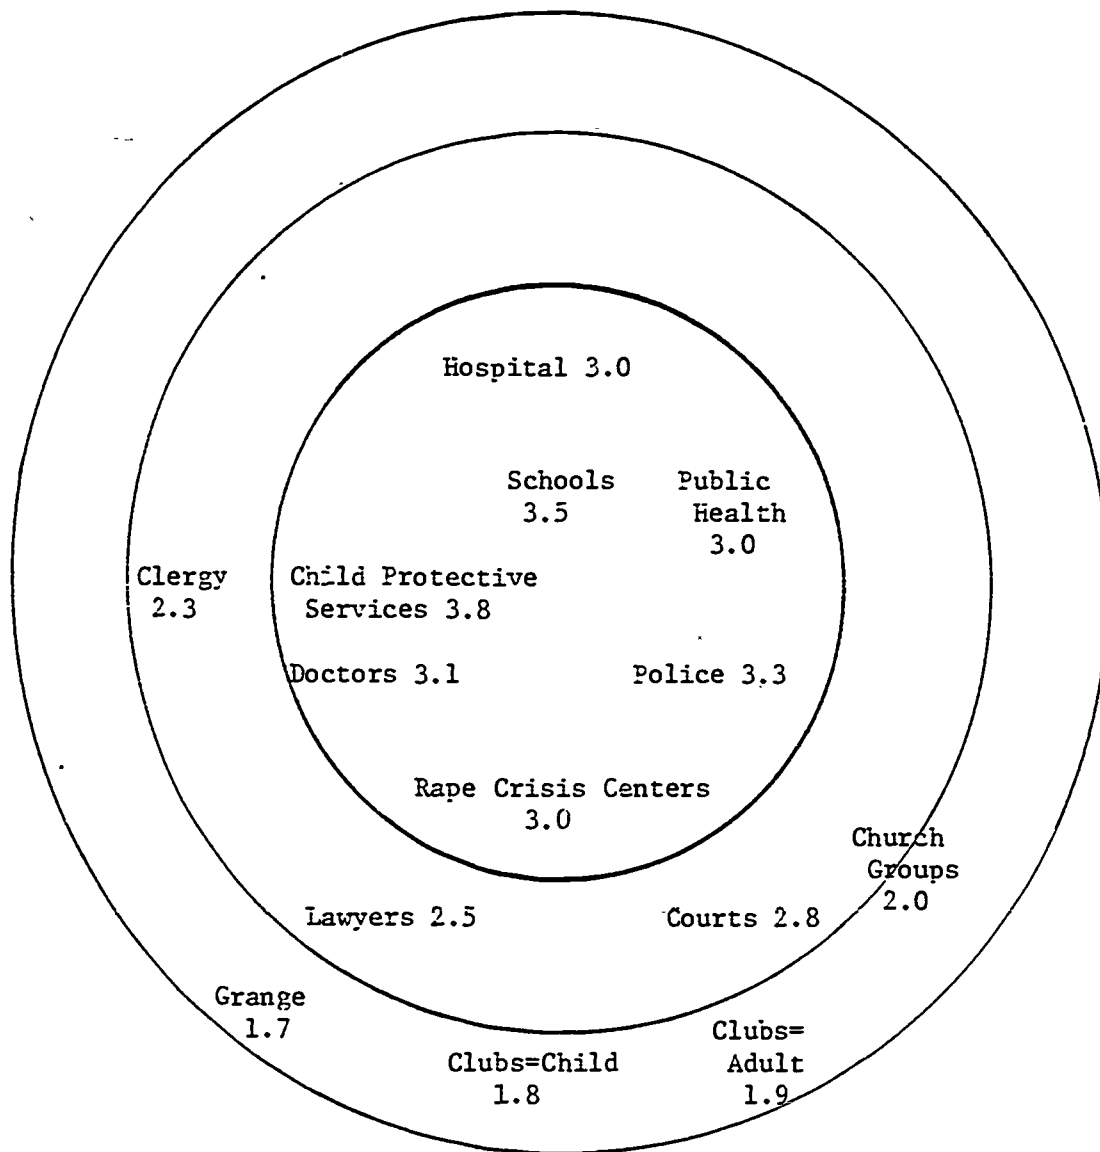 Hospital 3.0
Schools
3.5
Public
Health
3.0
Clergy
2.3
Child Protective
Services 3.8
Doctors 3.1
Police 3.3
Rape Crisis Centers
3.0
Church
Groups
2.0
Lawyers 2.5
Courts 2.8
Grange
1.7
Clubs=Child
1.8
Clubs=
Adult
1.9